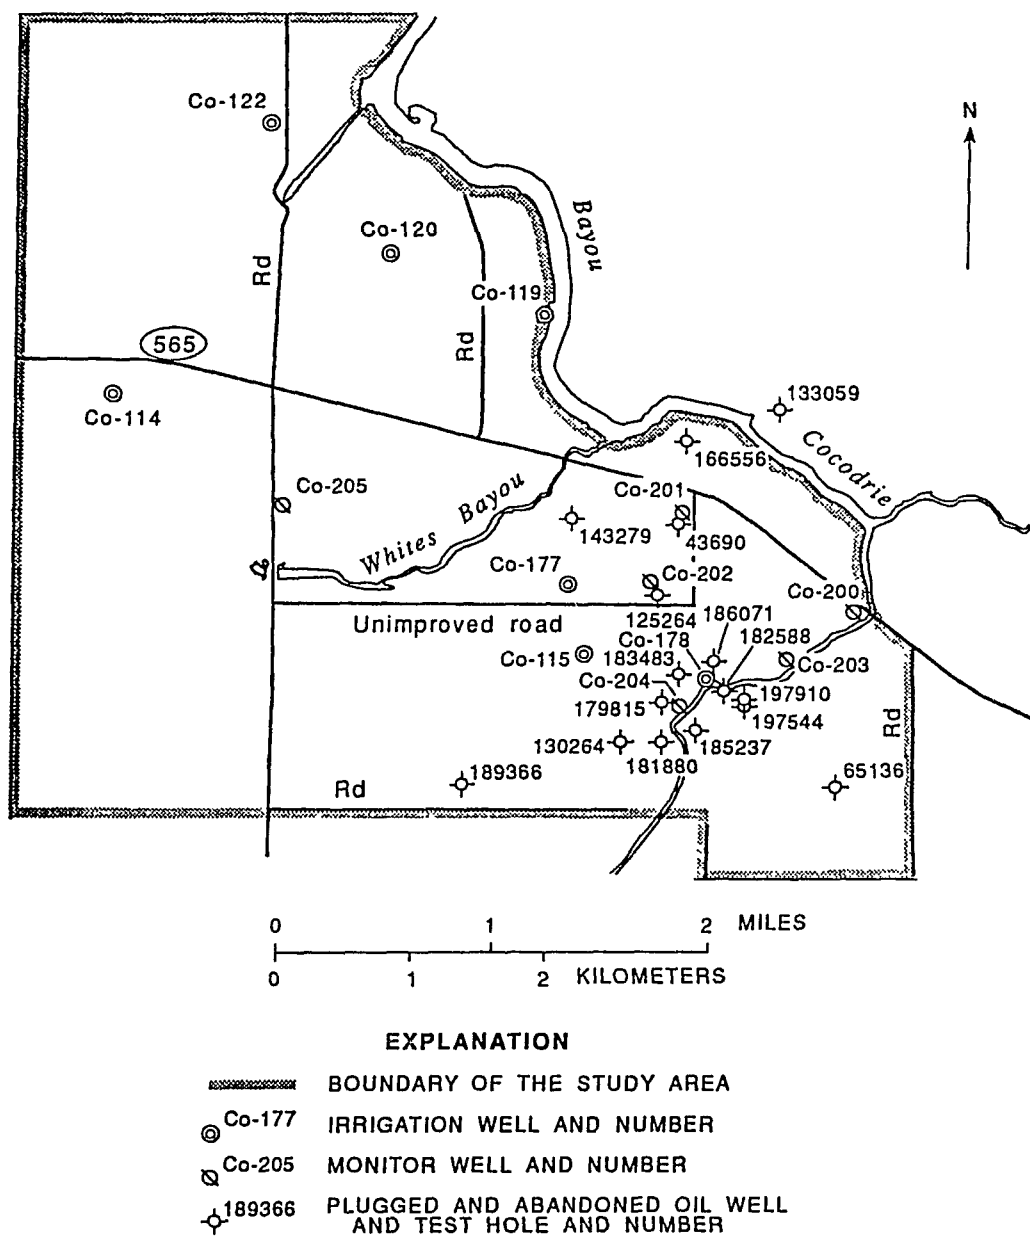 Co-122
N
Co-120
Bayou
Rd
Co-119
Rd
565
133059
Co-114
Cocodrie
166556
Co-205
Co-201
Whites Bayou
143279
43690
Co-177
Co-202
Co-200
125264
186071
Unimproved road
Co-178
182588
Co-115
183483
Co-203
Co-204
197910
179815
197544
Rd
130264
185237
181880
189366
65136
Rd
0 1 2 MILES
0 1 2 KILOMETERS
EXPLANATION
BOUNDARY OF THE STUDY AREA
Co-177 IRRIGATION WELL AND NUMBER
Co-205 MONITOR WELL AND NUMBER
189366 PLUGGED AND ABANDONED OIL WELL
AND TEST HOLE AND NUMBER